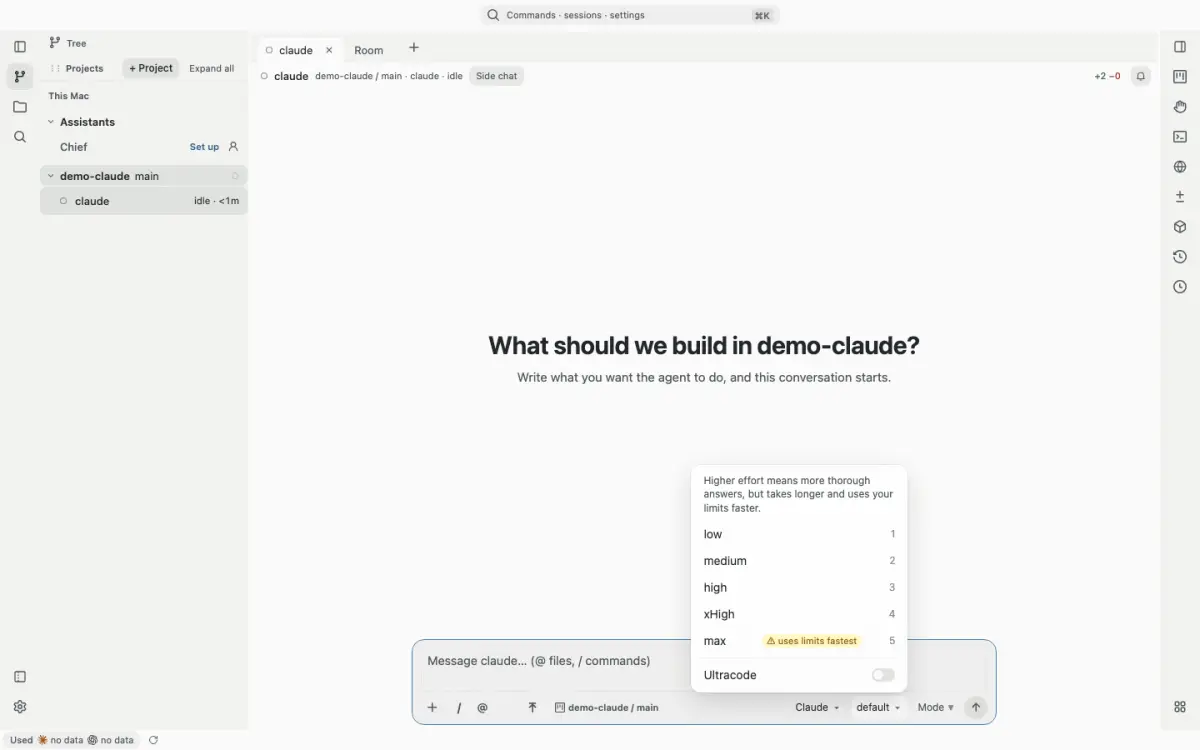 Commands · sessions · settings ⌘K
Tree
Projects + Project Expand all
This Mac
Assistants
Chief Set up
demo-claude main
claude idle · <1m
claude × Room +
claude demo-claude / main · claude · idle Side chat +2 −0
What should we build in demo-claude?
Write what you want the agent to do, and this conversation starts.
Higher effort means more thorough
answers, but takes longer and uses your
limits faster.
low 1
medium 2
high 3
xHigh 4
max uses limits fastest 5
Ultracode
Message claude... (@ files, / commands)
+ / @ demo-claude / main Claude default Mode
Used no data no data